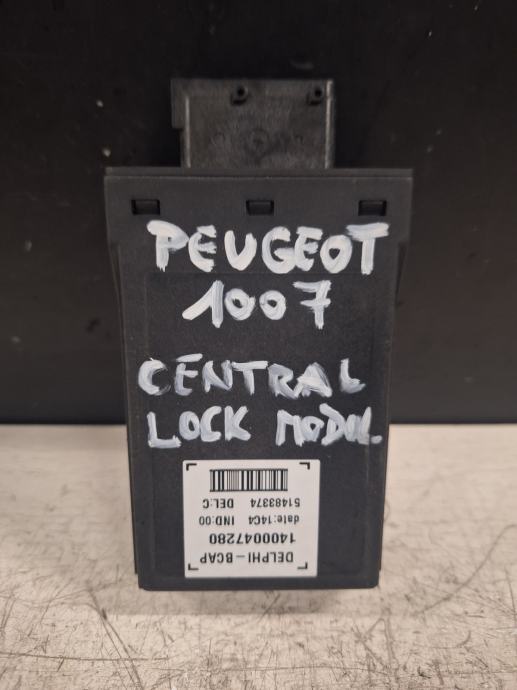 PEUGEOT
1007
CENTRAL
LOCK MODUL
DELPHI-BCAP
1400047280
date:14C4 IND:00
51483374 DEL:C